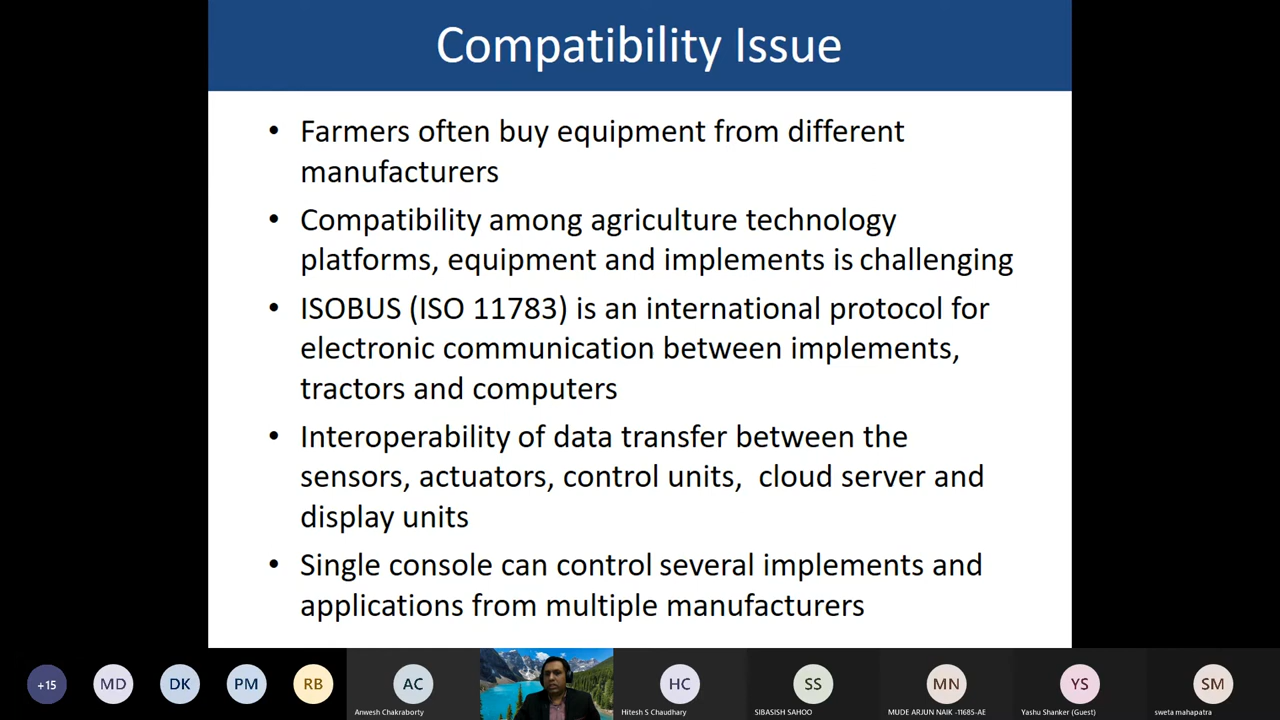 Compatibility Issue
• Farmers often buy equipment from different
manufacturers
• Compatibility among agriculture technology
platforms, equipment and implements is challenging
• ISOBUS (ISO 11783) is an international protocol for
electronic communication between implements,
tractors and computers
• Interoperability of data transfer between the
sensors, actuators, control units,  cloud server and
display units
• Single console can control several implements and
applications from multiple manufacturers
+15 MD DK PM RB AC HC SS MN YS SM
Anwesh Chakraborty Hitesh S Chaudhary SIBASISH SAHOO MUDE ARJUN NAIK -11685-AE Yashu Shanker (Guest) sweta mahapatra